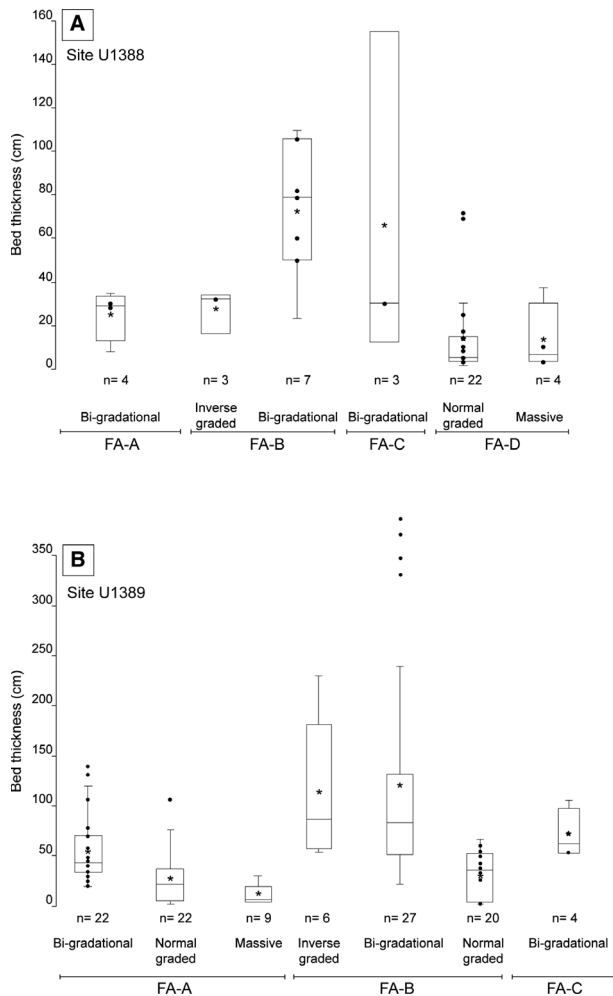 A
Site U1388
Bed thickness (cm)
160
140
120
100
80
60
40
20
0
n= 4
n= 3
n= 7
n= 3
n= 22
n= 4
Bi-gradational
Inverse
graded
Bi-gradational
Bi-gradational
Normal
graded
Massive
FA-A
FA-B
FA-C
FA-D
B
Site U1389
Bed thickness (cm)
350
300
250
200
150
100
50
0
n= 22
n= 22
n= 9
n= 6
n= 27
n= 20
n= 4
Bi-gradational
Normal
graded
Massive
Inverse
graded
Bi-gradational
Normal
graded
Bi-gradational
FA-A
FA-B
FA-C